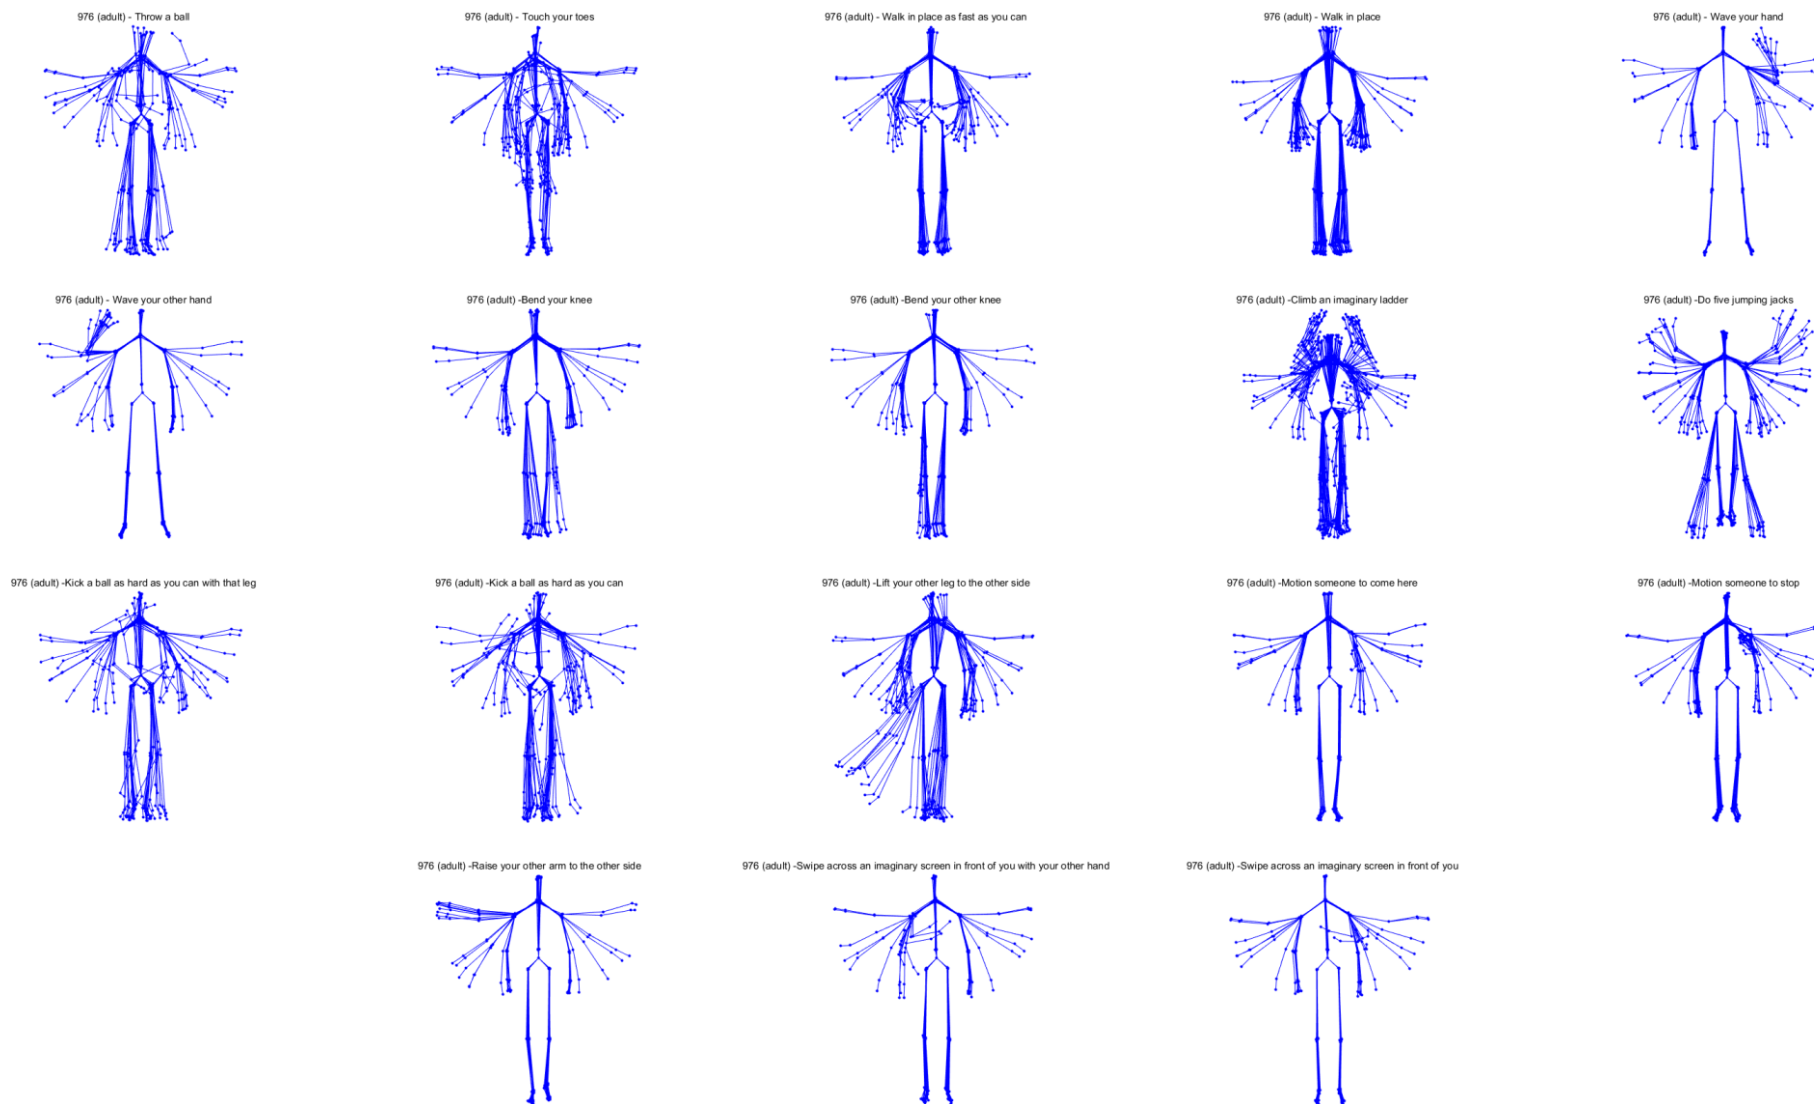 976 (adult) - Throw a ball
976 (adult) - Touch your toes
976 (adult) - Walk in place as fast as you can
976 (adult) - Walk in place
976 (adult) - Wave your hand
976 (adult) - Wave your other hand
976 (adult) -Bend your knee
976 (adult) -Bend your other knee
976 (adult) -Climb an imaginary ladder
976 (adult) -Do five jumping jacks
976 (adult) -Kick a ball as hard as you can with that leg
976 (adult) -Kick a ball as hard as you can
976 (adult) -Lift your other leg to the other side
976 (adult) -Motion someone to come here
976 (adult) -Motion someone to stop
976 (adult) -Raise your other arm to the other side
976 (adult) -Swipe across an imaginary screen in front of you with your other hand
976 (adult) -Swipe across an imaginary screen in front of you